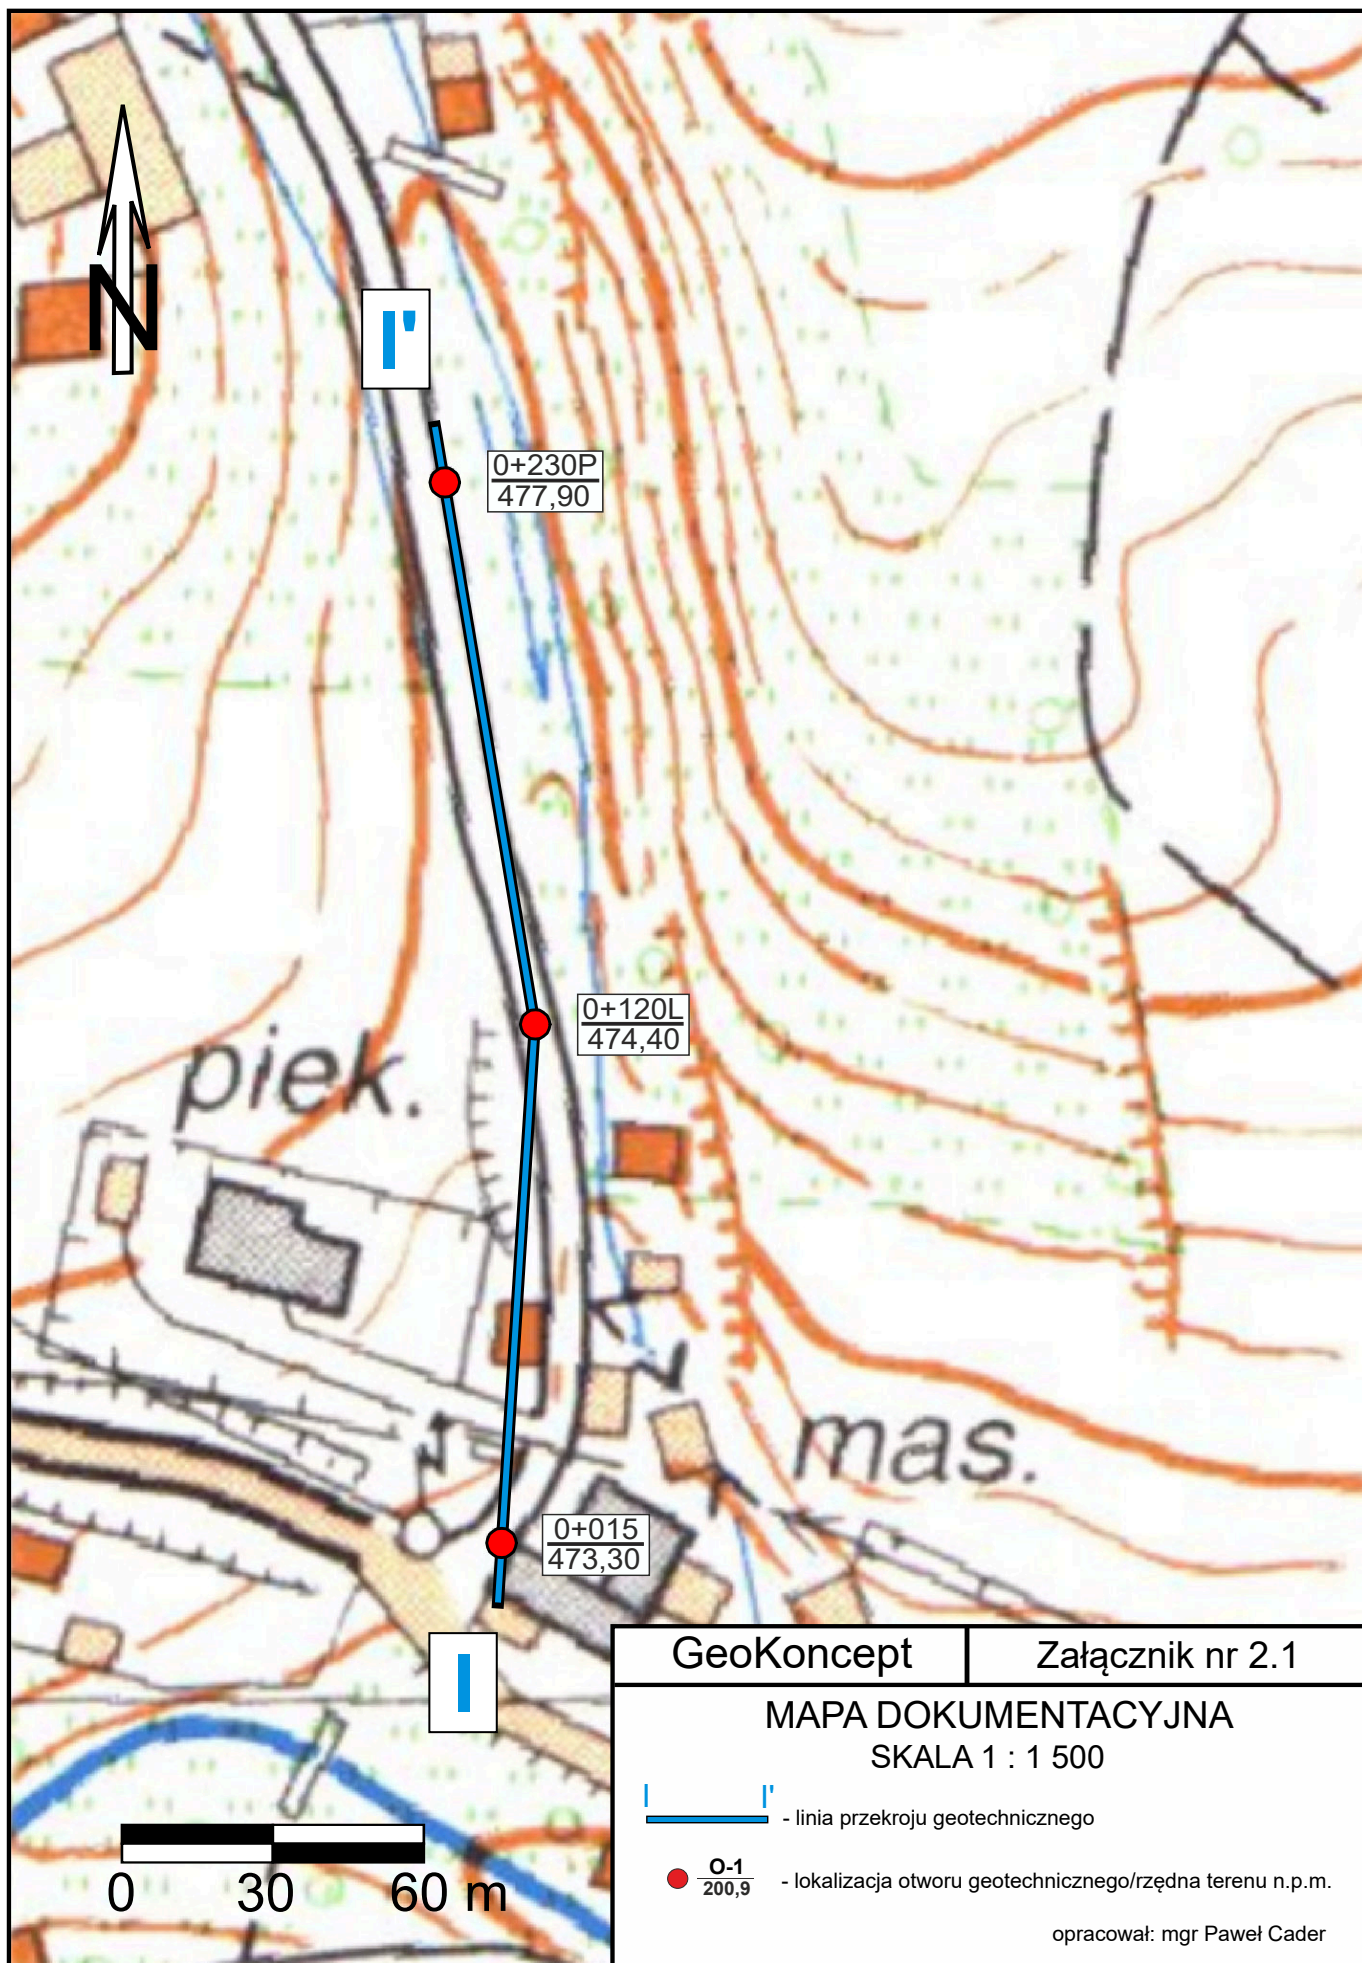 N
I'
0+230P
477,90
0+120L
474,40
piek.
mas.
0+015
473,30
I
GeoKoncept
Załącznik nr 2.1
MAPA DOKUMENTACYJNA
SKALA 1 : 1 500
I I'
- linia przekroju geotechnicznego
O-1
200,9
- lokalizacja otworu geotechnicznego/rzędna terenu n.p.m.
opracował: mgr Paweł Cader
0 30 60 m